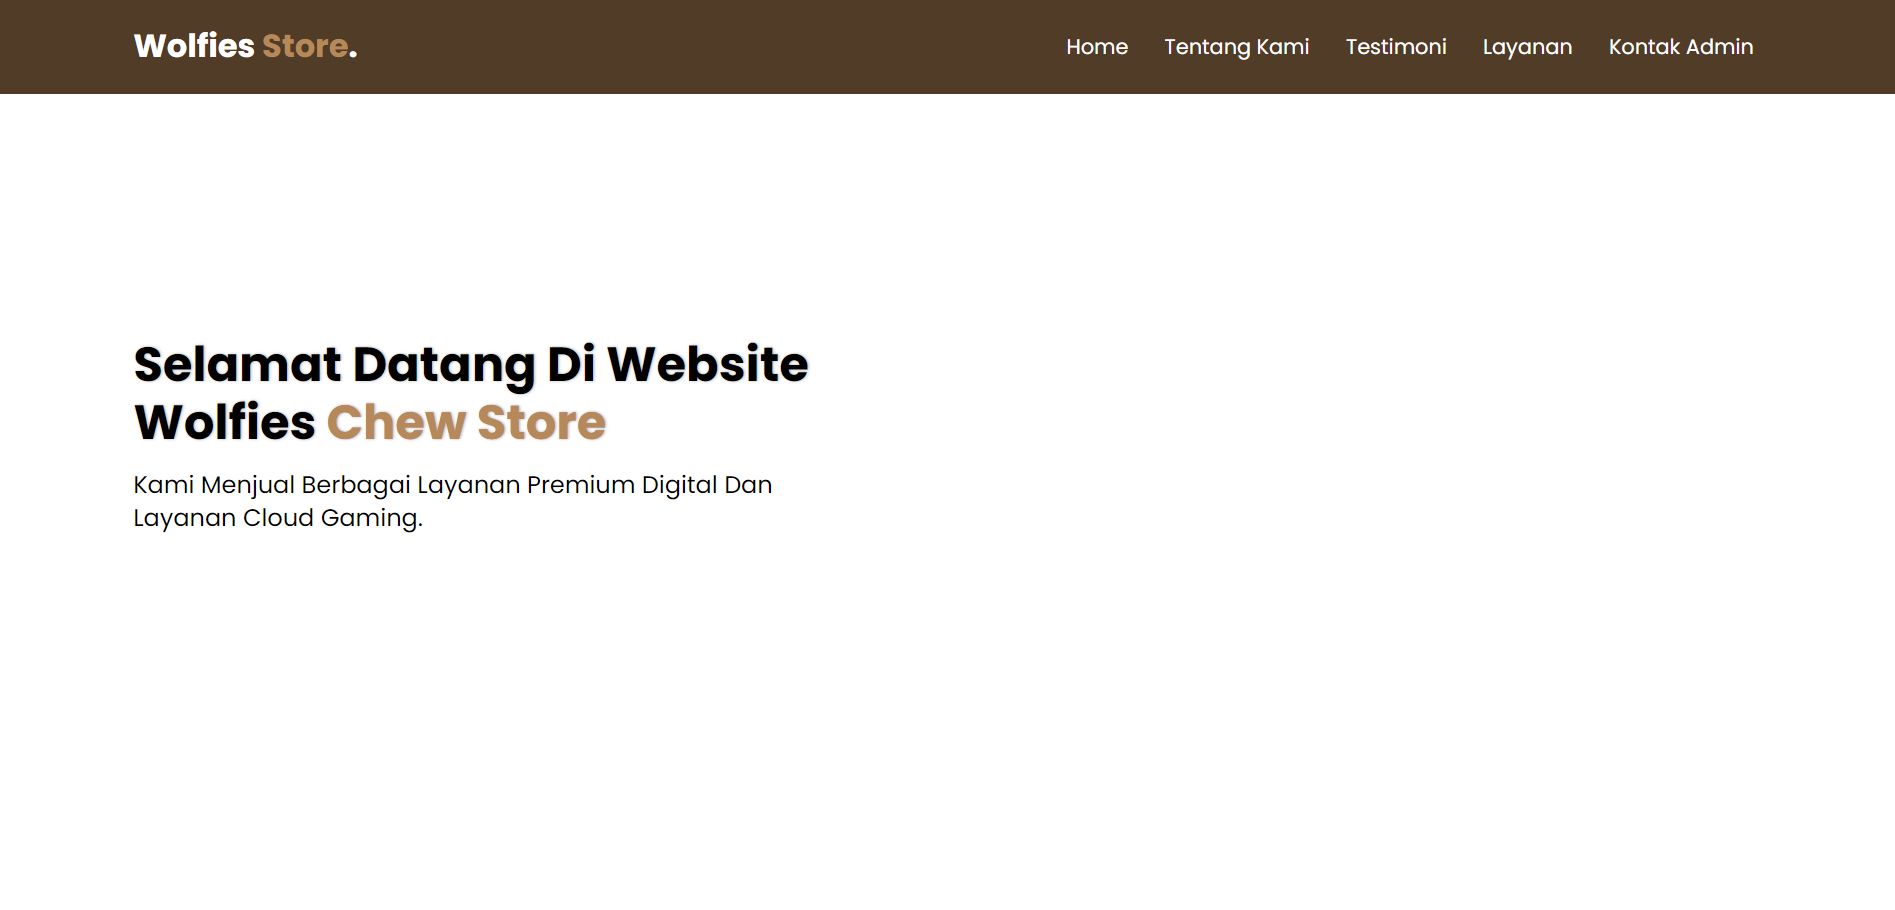 Wolfies Store.
Home Tentang Kami Testimoni Layanan Kontak Admin
Selamat Datang Di Website
Wolfies Chew Store
Kami Menjual Berbagai Layanan Premium Digital Dan
Layanan Cloud Gaming.